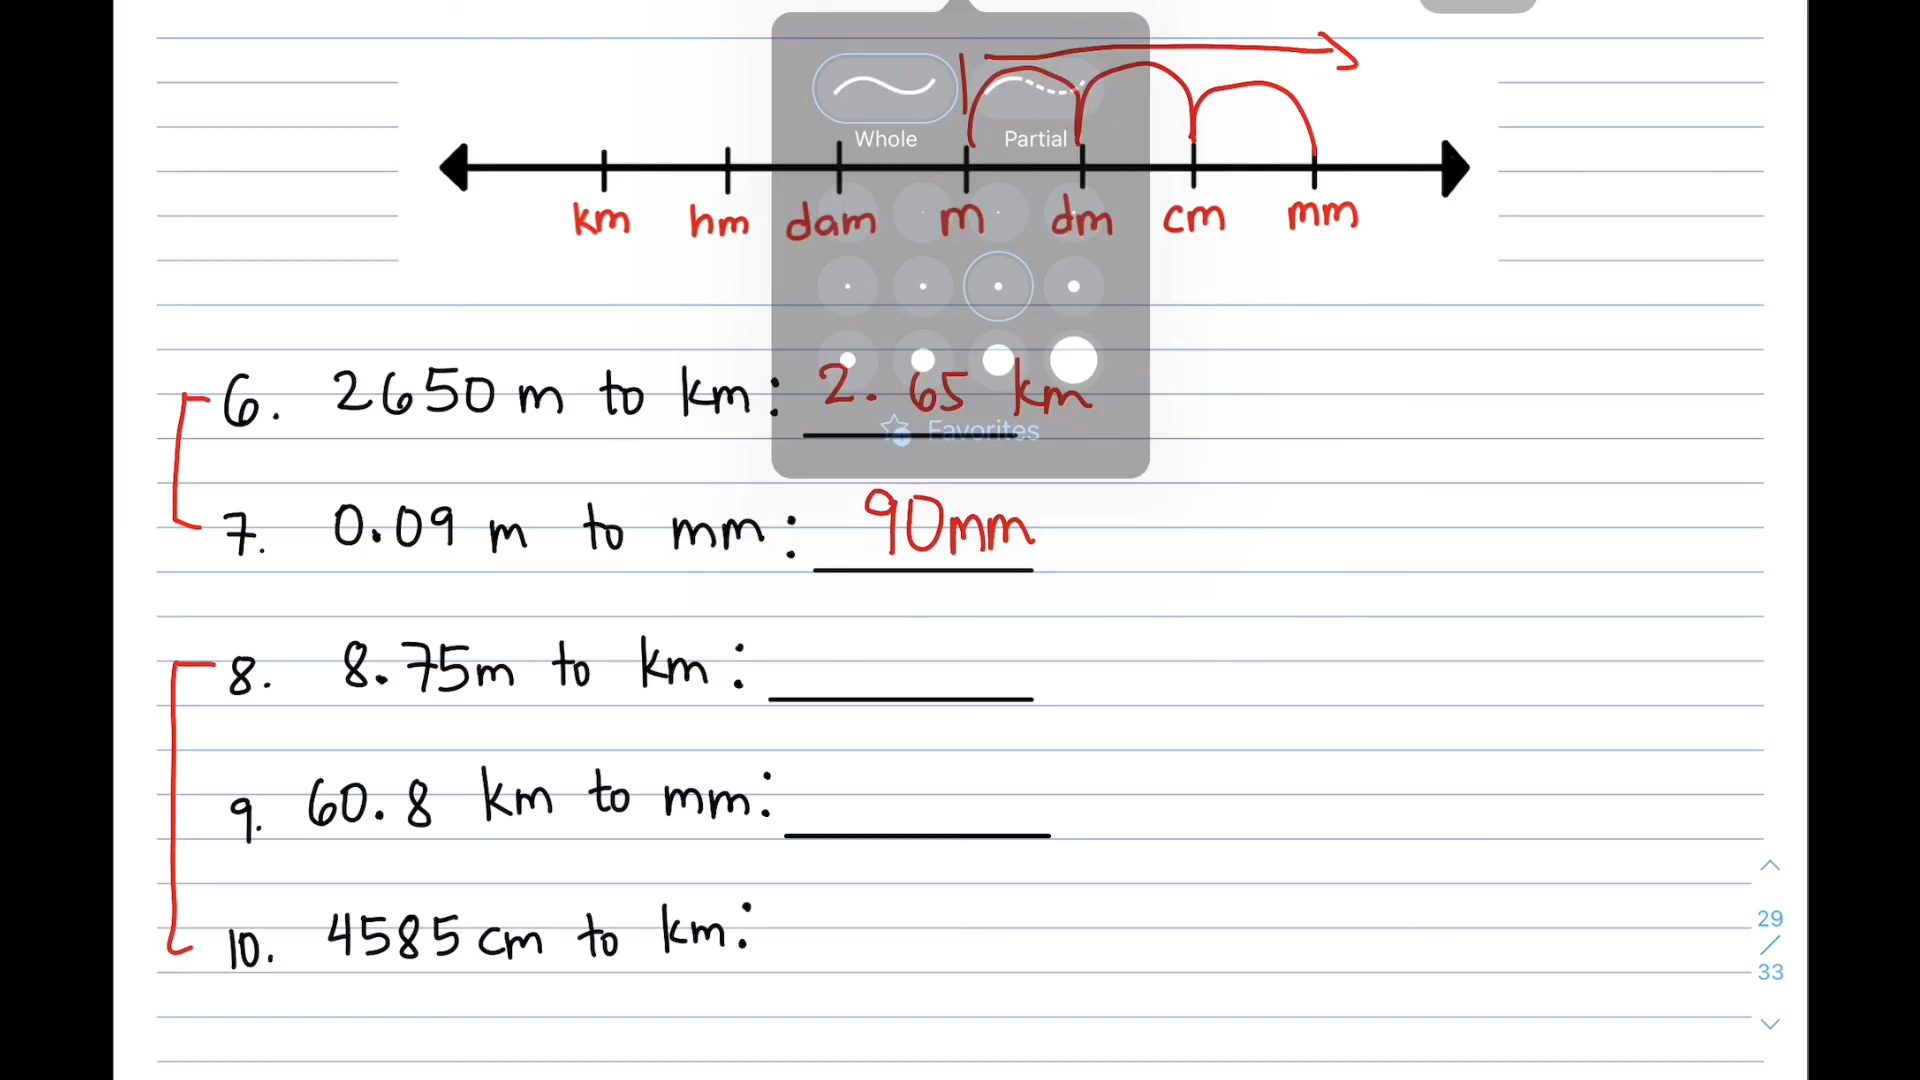 Whole Partial
km hm dam m dm cm mm
6. 2650 m to km: 2.65 km
Favorites
7. 0.09 m to mm: 90mm
8. 8.75m to km:
9. 60.8 km to mm:
10. 4585 cm to km:
29
/
33